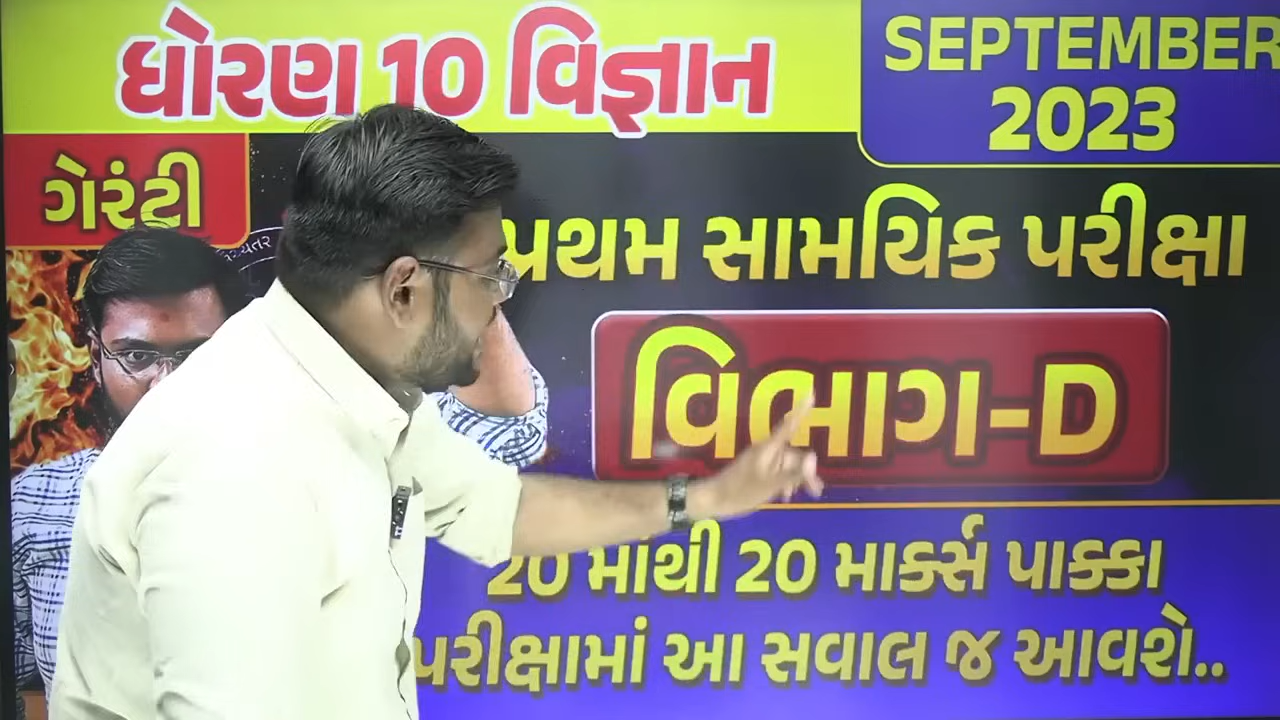 ધોરણ 10 વિજ્ઞાન
SEPTEMBER
2023
ગેરંટી
પ્રથમ સામયિક પરીક્ષા
વિભાગ-D
20 માંથી 20 માર્ક્સ પાક્કા
પરીક્ષામાં આ સવાલ જ આવશે..